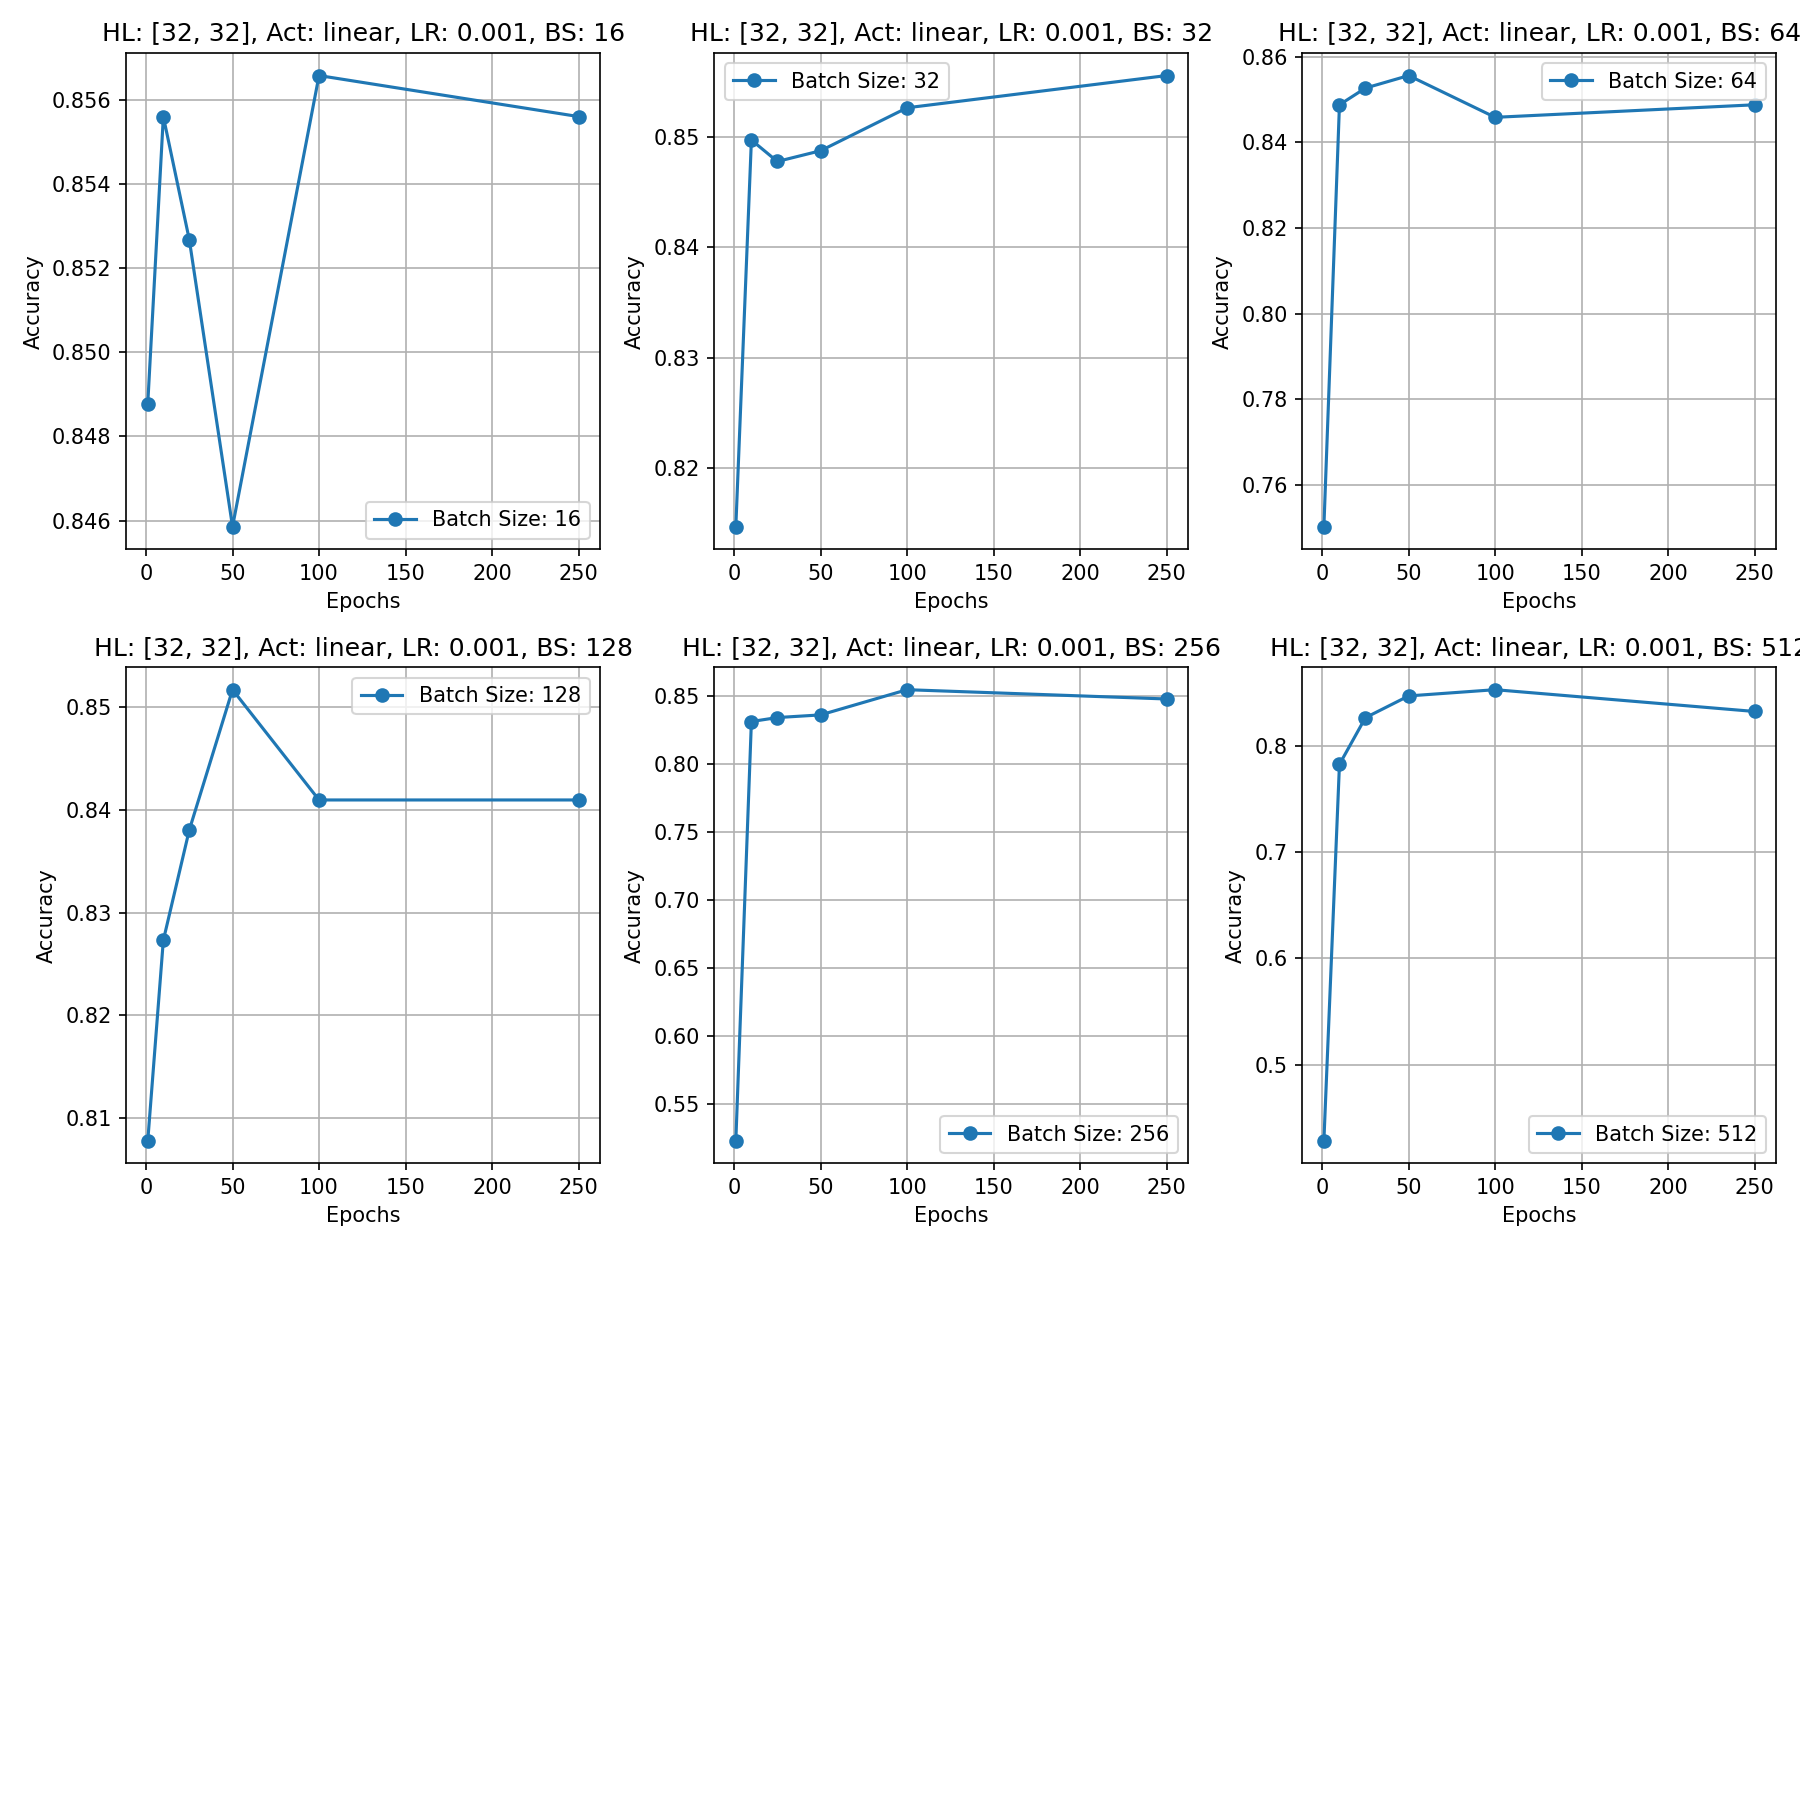 HL: [32, 32], Act: linear, LR: 0.001, BS: 16
0.856
0.854
0.852
0.850
0.848
0.846
Accuracy
Batch Size: 16
0 50 100 150 200 250
Epochs
HL: [32, 32], Act: linear, LR: 0.001, BS: 32
Batch Size: 32
0.85
0.84
0.83
0.82
Accuracy
0 50 100 150 200 250
Epochs
HL: [32, 32], Act: linear, LR: 0.001, BS: 64
Batch Size: 64
0.86
0.84
0.82
0.80
0.78
0.76
Accuracy
0 50 100 150 200 250
Epochs
HL: [32, 32], Act: linear, LR: 0.001, BS: 128
Batch Size: 128
0.85
0.84
0.83
0.82
0.81
Accuracy
0 50 100 150 200 250
Epochs
HL: [32, 32], Act: linear, LR: 0.001, BS: 256
0.85
0.80
0.75
0.70
0.65
0.60
0.55
Accuracy
Batch Size: 256
0 50 100 150 200 250
Epochs
HL: [32, 32], Act: linear, LR: 0.001, BS: 512
0.8
0.7
0.6
0.5
Accuracy
Batch Size: 512
0 50 100 150 200 250
Epochs